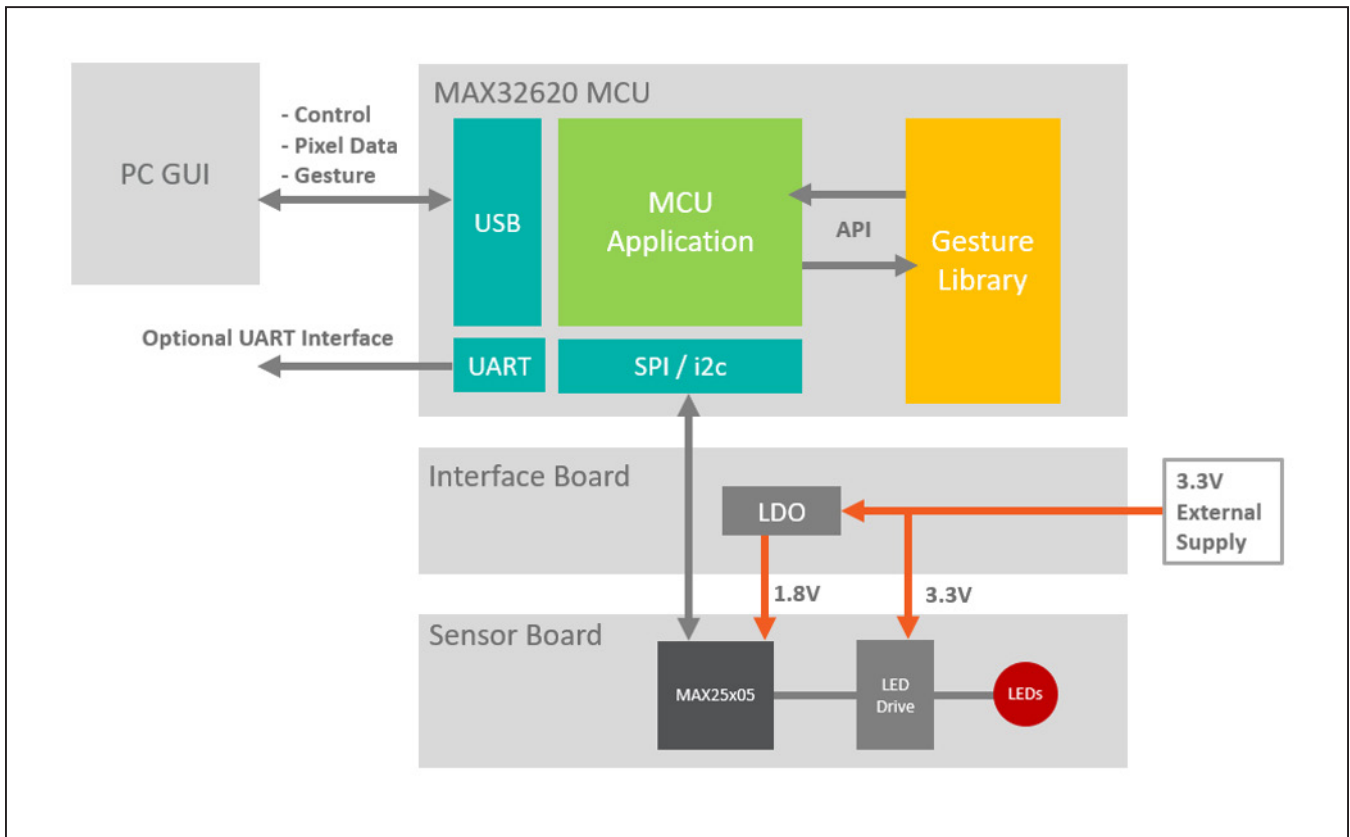 PC GUI
- Control
- Pixel Data
- Gesture
MAX32620 MCU
USB
MCU
Application
API
Gesture
Library
Optional UART Interface
UART
SPI / i2c
Interface Board
LDO
3.3V
External
Supply
1.8V
3.3V
Sensor Board
MAX25x05
LED
Drive
LEDs